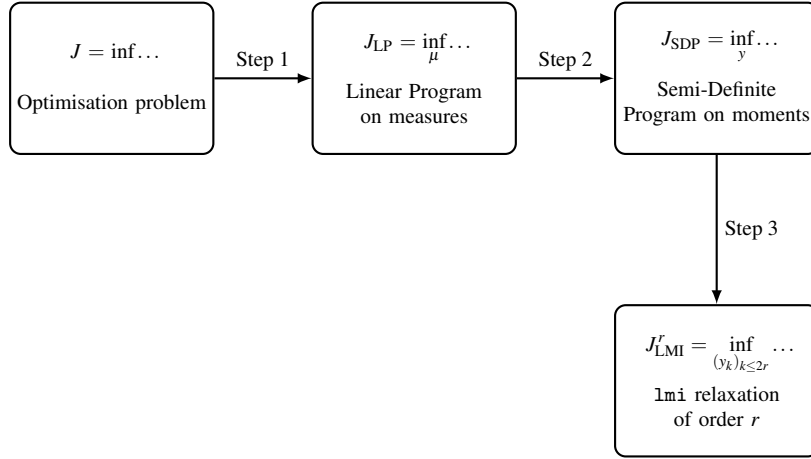 J = inf …
Optimisation problem
Step 1
J_LP = inf_μ …
Linear Program
on measures
Step 2
J_SDP = inf_y …
Semi-Definite
Program on moments
Step 3
J^r_LMI = inf_{(y_k)_{k≤2r}} …
lmi relaxation
of order r